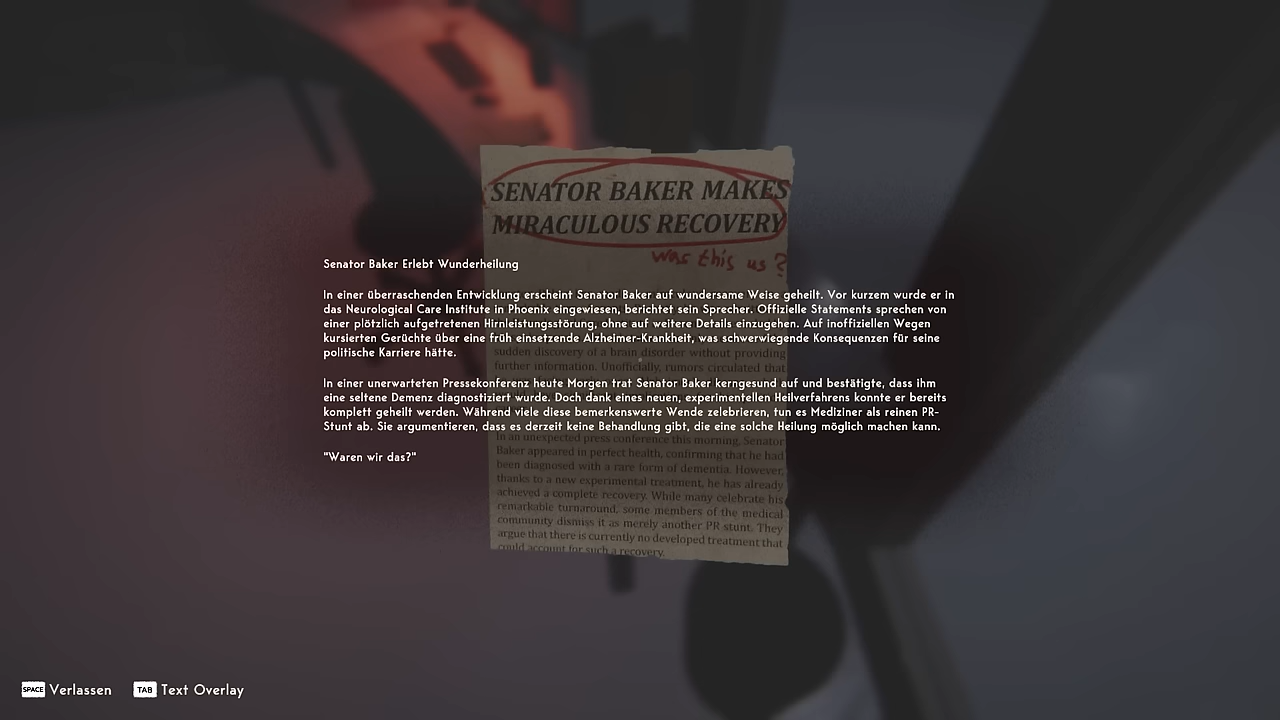 SENATOR BAKER MAKES
MIRACULOUS RECOVERY
was this us?
Senator Baker Erlebt Wunderheilung
In einer überraschenden Entwicklung erscheint Senator Baker auf wundersame Weise geheilt. Vor kurzem wurde er in
das Neurological Care Institute in Phoenix eingewiesen, berichtet sein Sprecher. Offizielle Statements sprechen von
einer plötzlich aufgetretenen Hirnleistungsstörung, ohne auf weitere Details einzugehen. Auf inoffiziellen Wegen
kursierten Gerüchte über eine früh einsetzende Alzheimer-Krankheit, was schwerwiegende Konsequenzen für seine
politische Karriere hätte.
sudden discovery of a brain disorder without providing
further information. Unofficially, rumors circulated that
In einer unerwarteten Pressekonferenz heute Morgen trat Senator Baker kerngesund auf und bestätigte, dass ihm
eine seltene Demenz diagnostiziert wurde. Doch dank eines neuen, experimentellen Heilverfahrens konnte er bereits
komplett geheilt werden. Während viele diese bemerkenswerte Wende zelebrieren, tun es Mediziner als reinen PR-
Stunt ab. Sie argumentieren, dass es derzeit keine Behandlung gibt, die eine solche Heilung möglich machen kann.
In an unexpected press conference this morning, Senator
Baker appeared in perfect health, confirming that he had
"Waren wir das?"
been diagnosed with a rare form of dementia. However,
thanks to a new experimental treatment, he has already
achieved a complete recovery. While many celebrate his
remarkable turnaround, some members of the medical
community dismiss it as merely another PR stunt. They
argue that there is currently no developed treatment that
could account for such a recovery.
SPACE Verlassen TAB Text Overlay